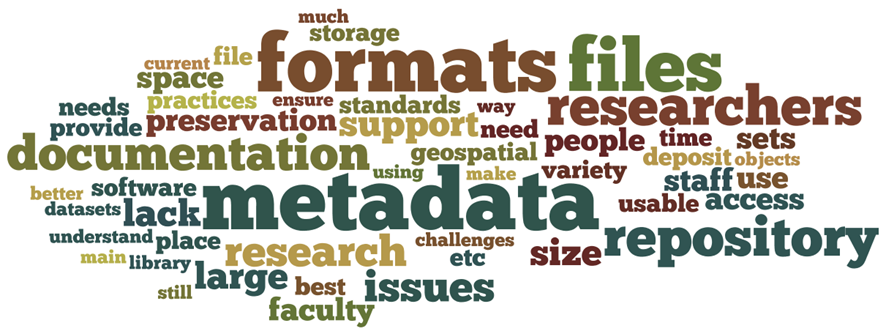 much
storage
current file formats files
space
practices ensure standards way researchers
needs
provide preservation support need people time sets
documentation geospatial deposit objects
using make variety staff use
better software metadata usable access
datasets lack
understand place research challenges size repository
main library etc
large best issues
still
faculty